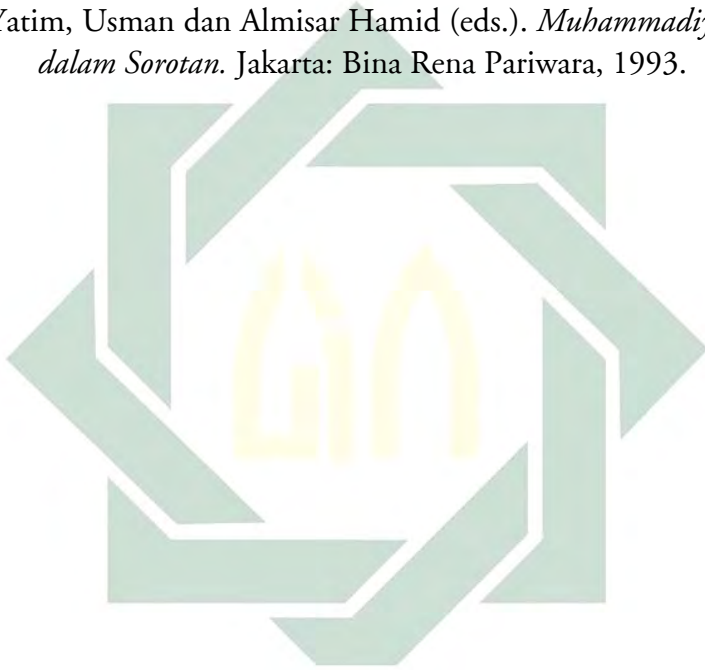 Yatim, Usman dan Almisar Hamid (eds.). Muhammadiy
dalam Sorotan. Jakarta: Bina Rena Pariwara, 1993.